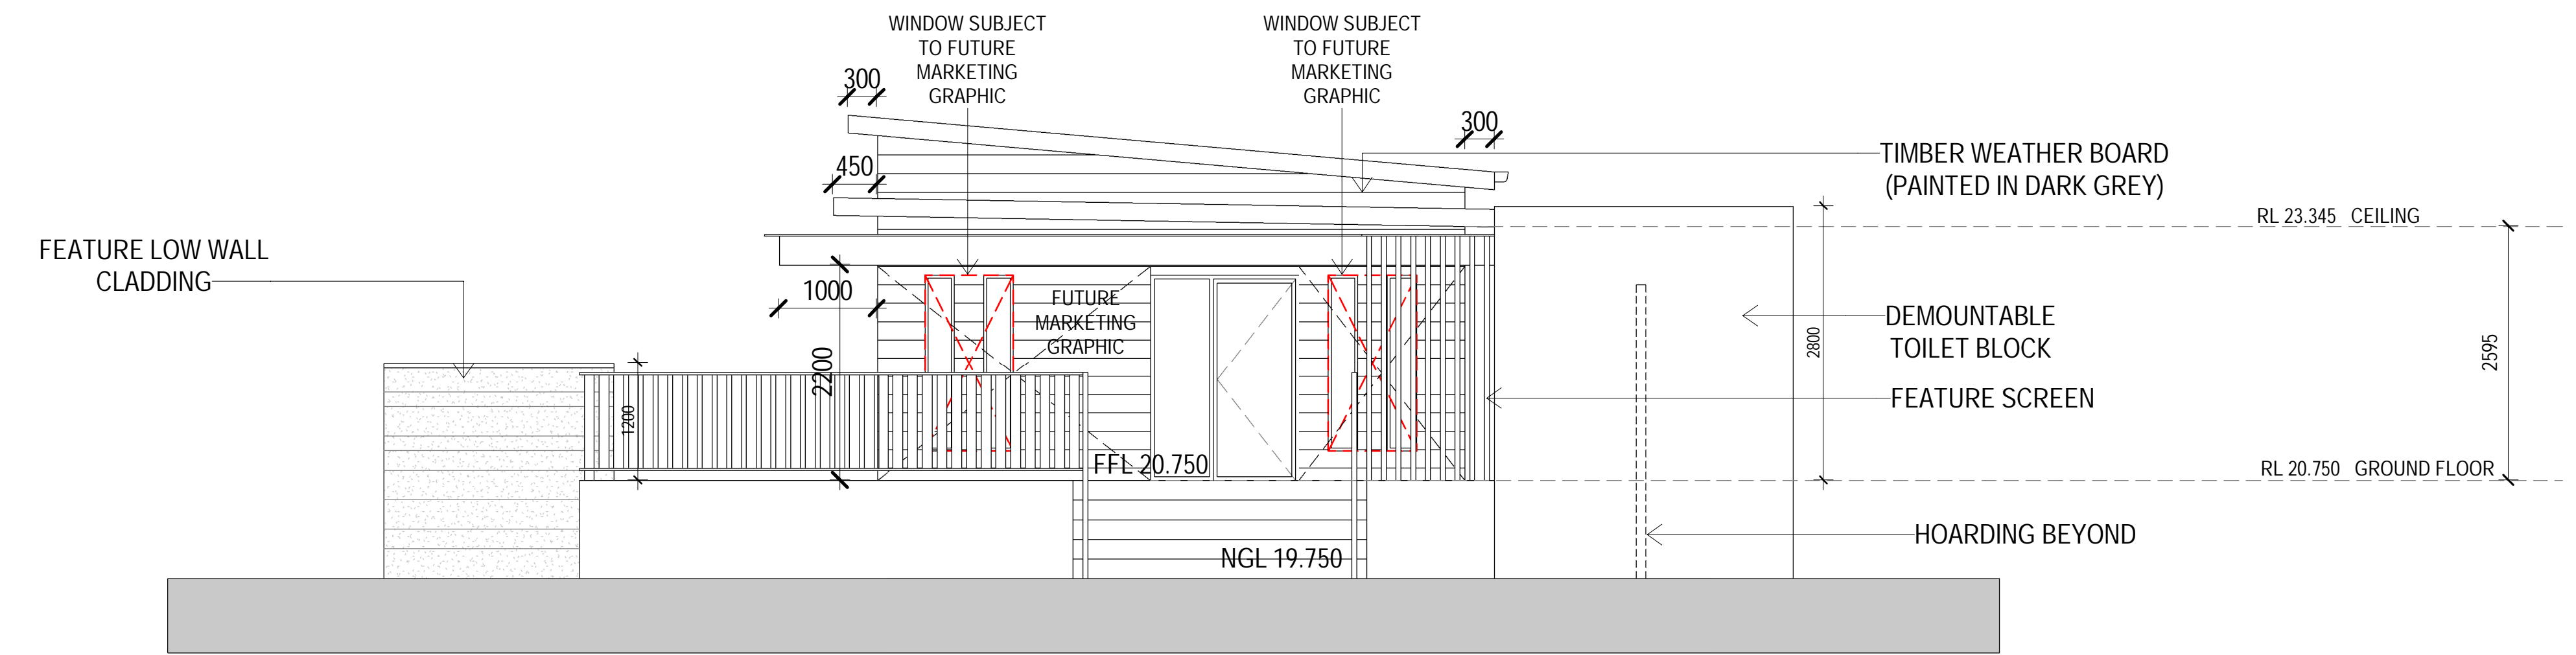 WINDOW SUBJECT
TO FUTURE
MARKETING
GRAPHIC
WINDOW SUBJECT
TO FUTURE
MARKETING
GRAPHIC
300
300
450
TIMBER WEATHER BOARD
(PAINTED IN DARK GREY)
RL 23.345 CEILING
FEATURE LOW WALL
CLADDING
1000
FUTURE
MARKETING
GRAPHIC
2200
1200
2800
2595
DEMOUNTABLE
TOILET BLOCK
FEATURE SCREEN
FFL 20.750
RL 20.750 GROUND FLOOR
HOARDING BEYOND
NGL 19.750